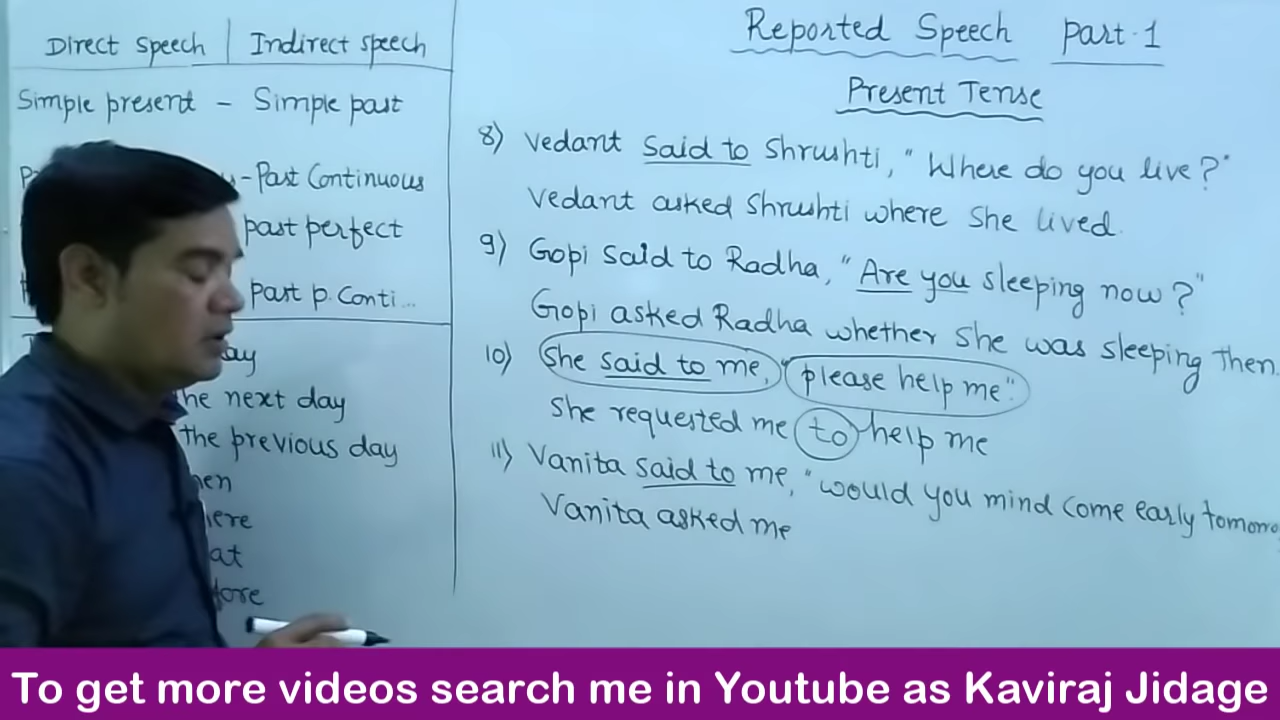 Direct speech | Indirect speech
Simple present - Simple past
- Past Continuous
past perfect
past p. Conti...
day
the next day
the previous day
Reported Speech Part-1
Present Tense
8) Vedant said to Shrushti, "Where do you live?"
Vedant asked Shrushti where she lived.
9) Gopi said to Radha, "Are you sleeping now?"
Gopi asked Radha whether she was sleeping then.
10) She said to me, "please help me".
She requested me to help me
11) Vanita said to me, "would you mind come early
Vanita asked me
To get more videos search me in Youtube as Kaviraj Jidage